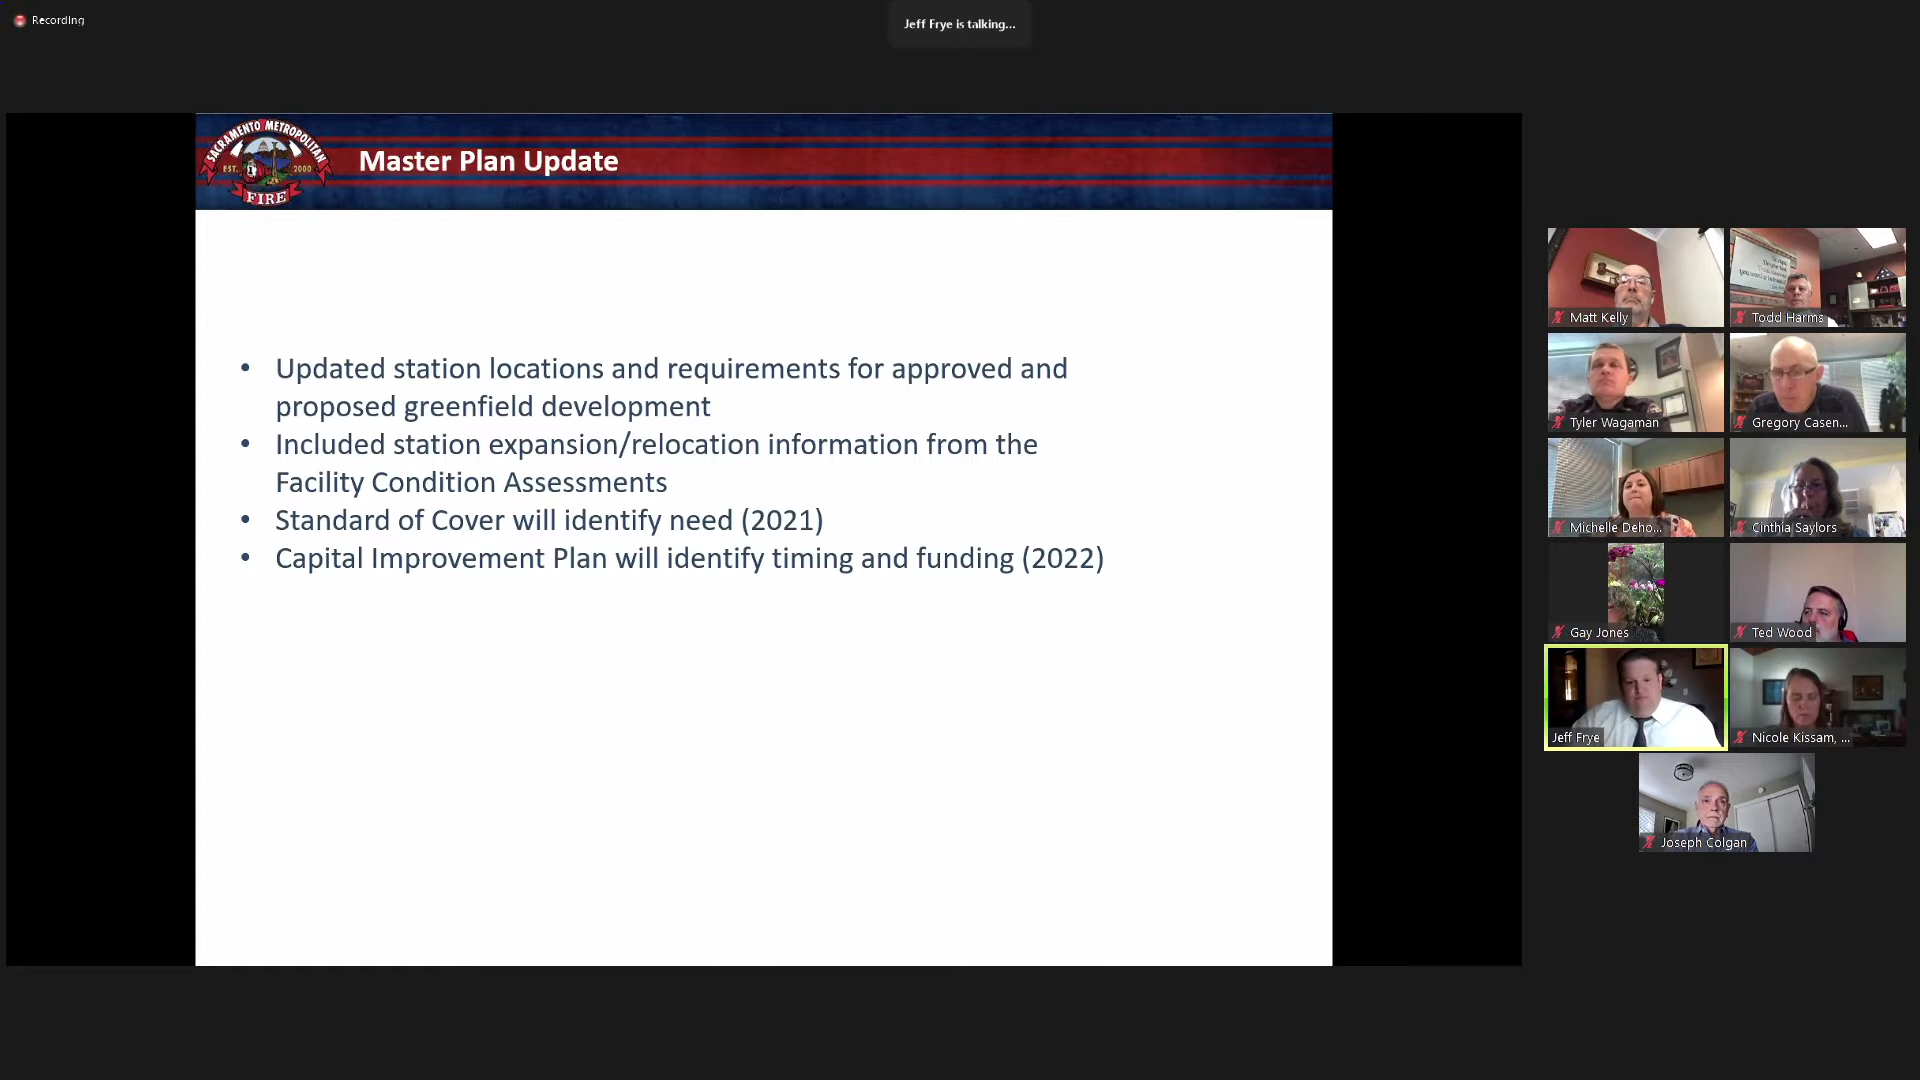 Recording
Jeff Frye is talking...
SACRAMENTO METROPOLITAN
EST. 2000
FIRE
Master Plan Update
• Updated station locations and requirements for approved and
proposed greenfield development
• Included station expansion/relocation information from the
Facility Condition Assessments
• Standard of Cover will identify need (2021)
• Capital Improvement Plan will identify timing and funding (2022)
Matt Kelly
Todd Harms
Tyler Wagaman
Gregory Casen...
Michelle Deho...
Cinthia Saylors
Gay Jones
Ted Wood
Jeff Frye
Nicole Kissam, ...
Joseph Colgan